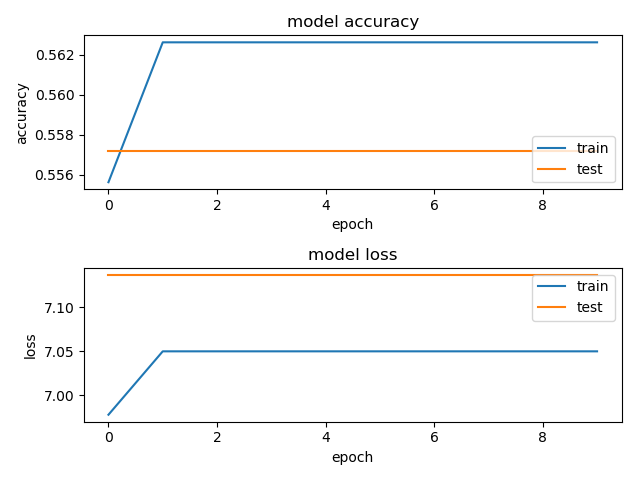 model accuracy
0.562
0.560
0.558
0.556
accuracy
train
test
0 2 4 6 8
epoch
model loss
7.10
7.05
7.00
loss
train
test
0 2 4 6 8
epoch